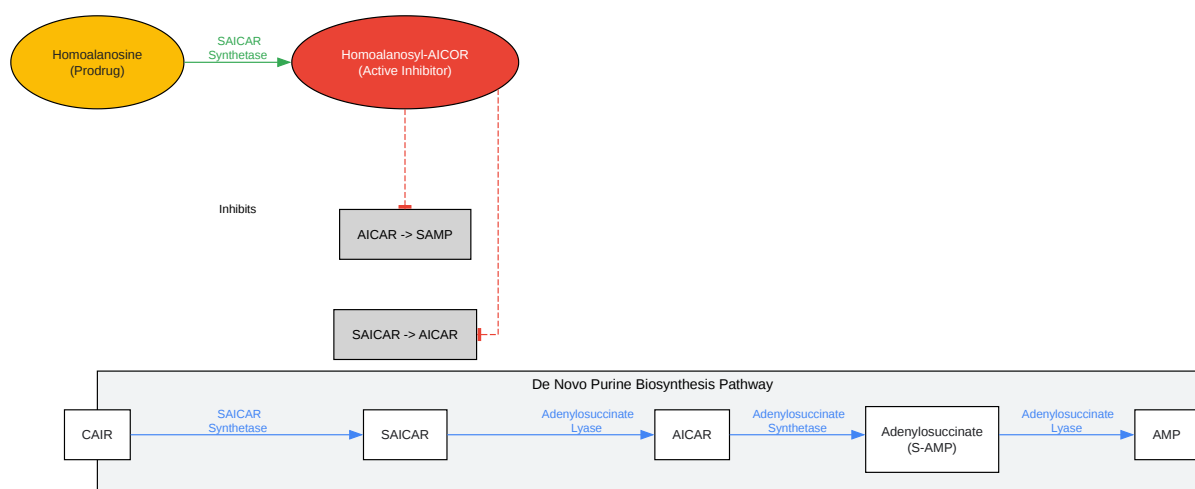 Homoalanosine
(Prodrug)
SAICAR
Synthetase
Homoalanosyl-AICOR
(Active Inhibitor)
Inhibits
AICAR -> SAMP
SAICAR -> AICAR
De Novo Purine Biosynthesis Pathway
CAIR
SAICAR
Synthetase
SAICAR
Adenylosuccinate
Lyase
AICAR
Adenylosuccinate
Synthetase
Adenylosuccinate
(S-AMP)
Adenylosuccinate
Lyase
AMP